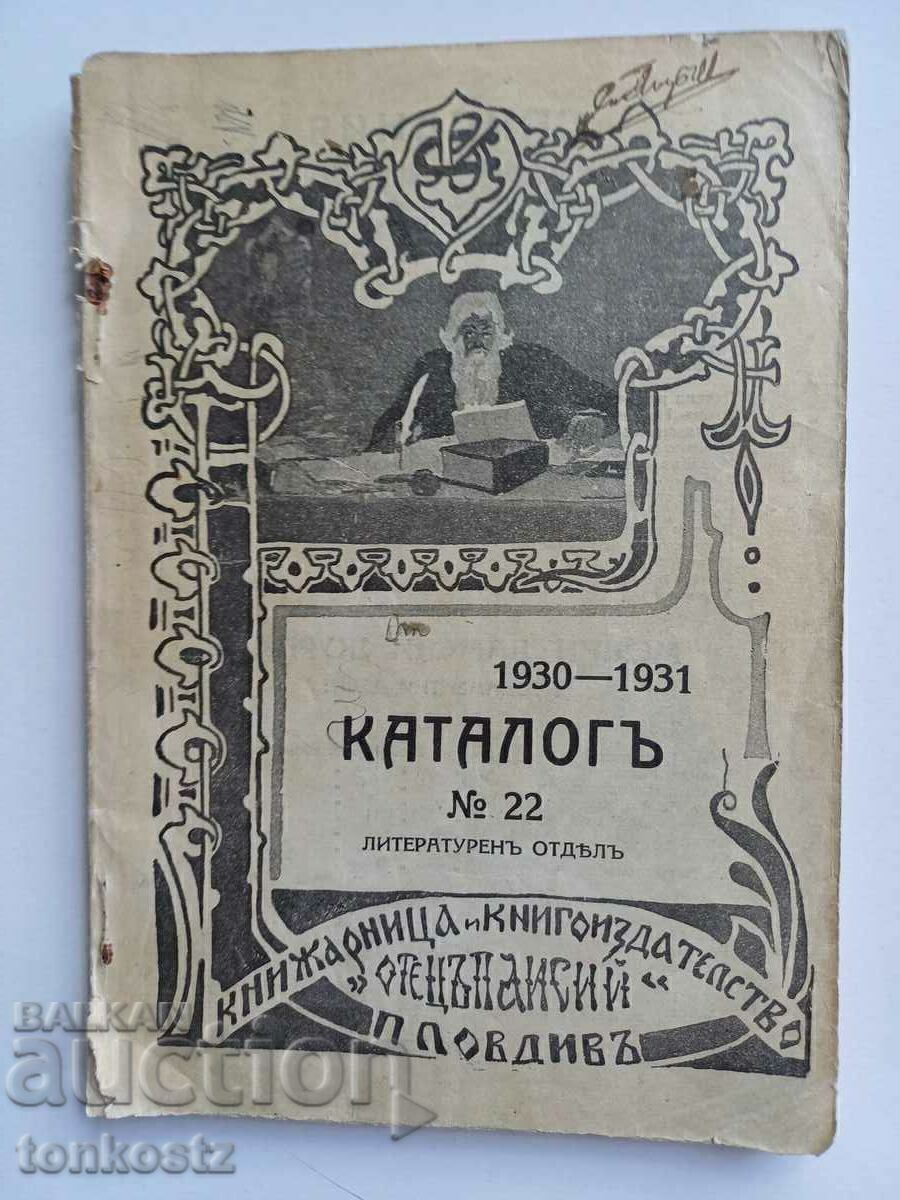 1930—1931
КАТАЛОГЪ
№ 22
ЛИТЕРАТУРЕНЪ ОТДѢЛЪ
КНИЖАРНИЦА и КНИГОИЗДАТЕЛСТВО
„ОТЕЦЪ ПАИСИЙ“
ПЛОВДИВЪ
BALKAN
auction
tonkostz